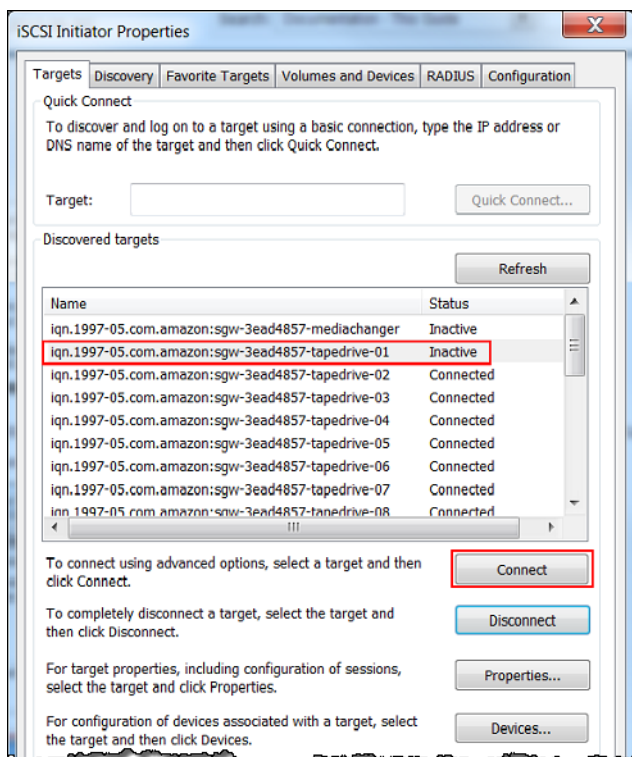 iSCSI Initiator Properties
X
Targets Discovery Favorite Targets Volumes and Devices RADIUS Configuration
Quick Connect
To discover and log on to a target using a basic connection, type the IP address or
DNS name of the target and then click Quick Connect.
Target:
Quick Connect...
Discovered targets
Refresh
Name Status
iqn.1997-05.com.amazon:sgw-3ead4857-mediachanger Inactive
iqn.1997-05.com.amazon:sgw-3ead4857-tapedrive-01 Inactive
iqn.1997-05.com.amazon:sgw-3ead4857-tapedrive-02 Connected
iqn.1997-05.com.amazon:sgw-3ead4857-tapedrive-03 Connected
iqn.1997-05.com.amazon:sgw-3ead4857-tapedrive-04 Connected
iqn.1997-05.com.amazon:sgw-3ead4857-tapedrive-05 Connected
iqn.1997-05.com.amazon:sgw-3ead4857-tapedrive-06 Connected
iqn.1997-05.com.amazon:sgw-3ead4857-tapedrive-07 Connected
iqn.1997-05.com.amazon:sgw-3ead4857-tapedrive-08 Connected
To connect using advanced options, select a target and then
click Connect.
Connect
To completely disconnect a target, select the target and
then click Disconnect.
Disconnect
For target properties, including configuration of sessions,
select the target and click Properties.
Properties...
For configuration of devices associated with a target, select
the target and then click Devices.
Devices...